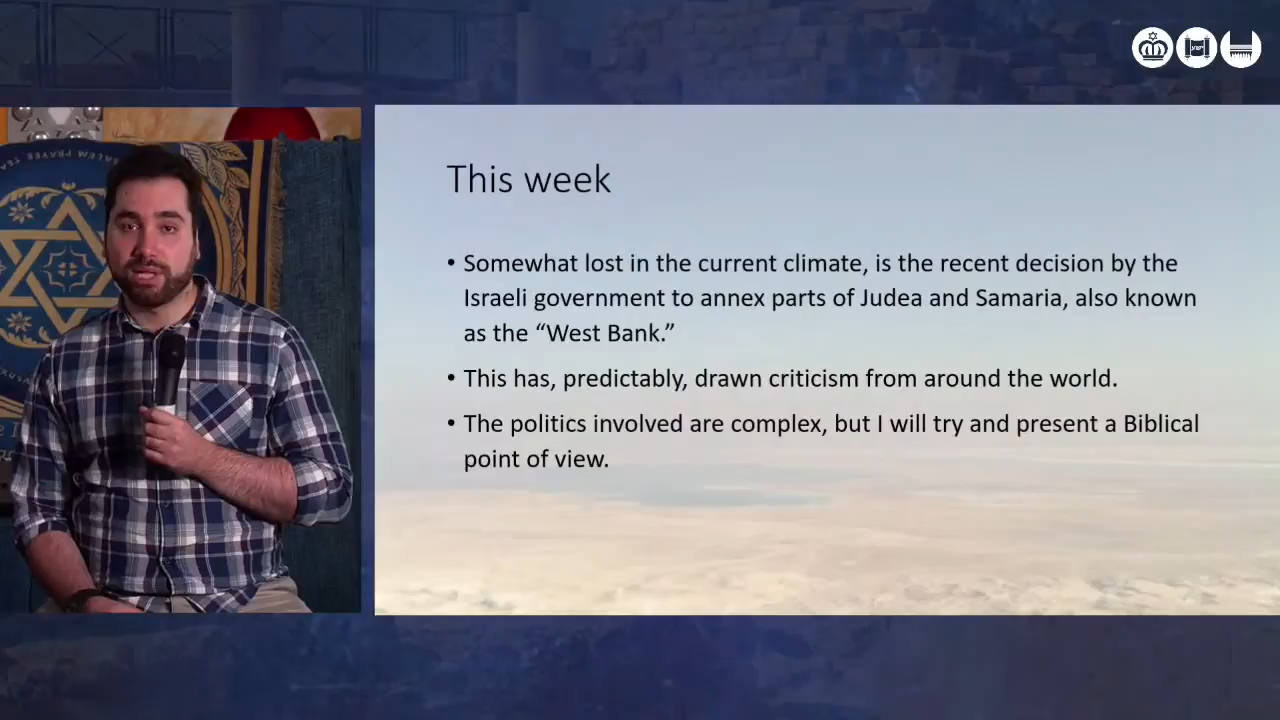 This week
• Somewhat lost in the current climate, is the recent decision by the
Israeli government to annex parts of Judea and Samaria, also known
as the “West Bank.”
• This has, predictably, drawn criticism from around the world.
• The politics involved are complex, but I will try and present a Biblical
point of view.